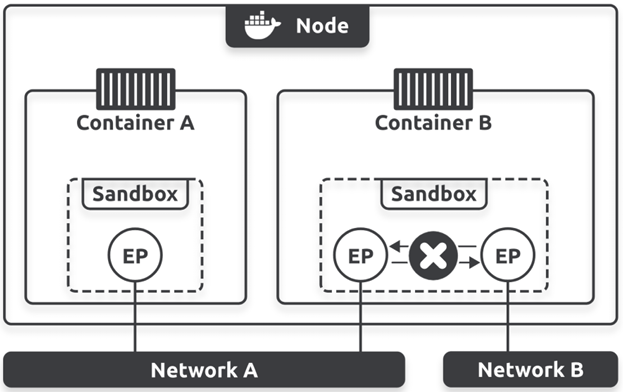 Node
Container A
Container B
Sandbox
Sandbox
EP
EP
EP
Network A
Network B